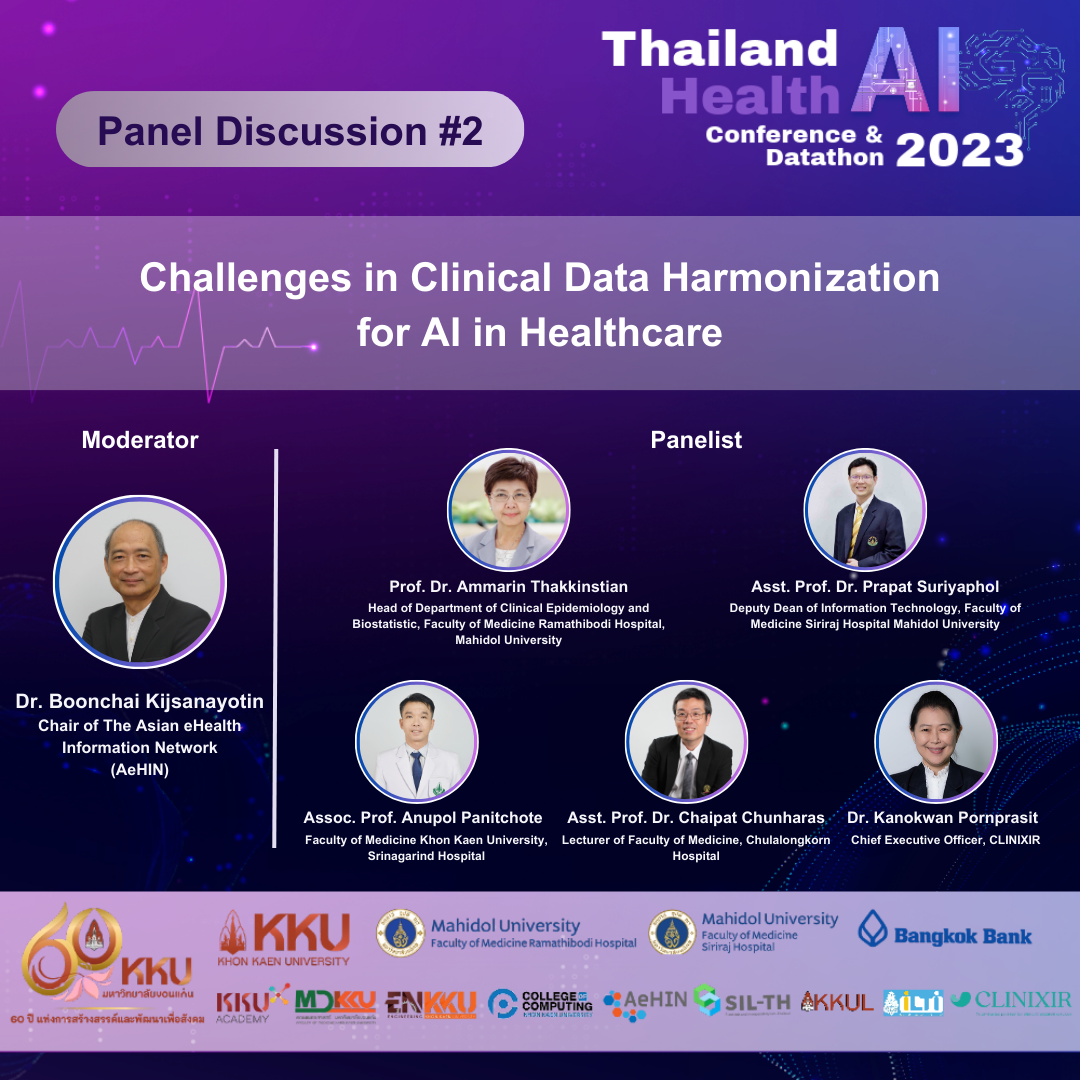 Thailand
Health AI
Conference &
Datathon 2023
Panel Discussion #2
Challenges in Clinical Data Harmonization
for AI in Healthcare
Moderator
Dr. Boonchai Kijsanayotin
Chair of The Asian eHealth
Information Network
(AeHIN)
Panelist
Prof. Dr. Ammarin Thakkinstian
Head of Department of Clinical Epidemiology and
Biostatistic, Faculty of Medicine Ramathibodi Hospital,
Mahidol University
Asst. Prof. Dr. Prapat Suriyaphol
Deputy Dean of Information Technology, Faculty of
Medicine Siriraj Hospital Mahidol University
Assoc. Prof. Anupol Panitchote
Faculty of Medicine Khon Kaen University,
Srinagarind Hospital
Asst. Prof. Dr. Chaipat Chunharas
Lecturer of Faculty of Medicine, Chulalongkorn
Hospital
Dr. Kanokwan Pornprasit
Chief Executive Officer, CLINIXIR
60 KKU
มหาวิทยาลัยขอนแก่น
60 ปี แห่งการสร้างสรรค์และพัฒนาเพื่อสังคม
KKU
KHON KAEN UNIVERSITY
Mahidol University
Faculty of Medicine Ramathibodi Hospital
Mahidol University
Faculty of Medicine
Siriraj Hospital
Bangkok Bank
KKU
ACADEMY
MDKKU
ENKKU
ENGINEERING
COLLEGE OF
COMPUTING
KHON KAEN UNIVERSITY
AeHIN
SIL-TH
KKUL
iLTi
CLINIXIR